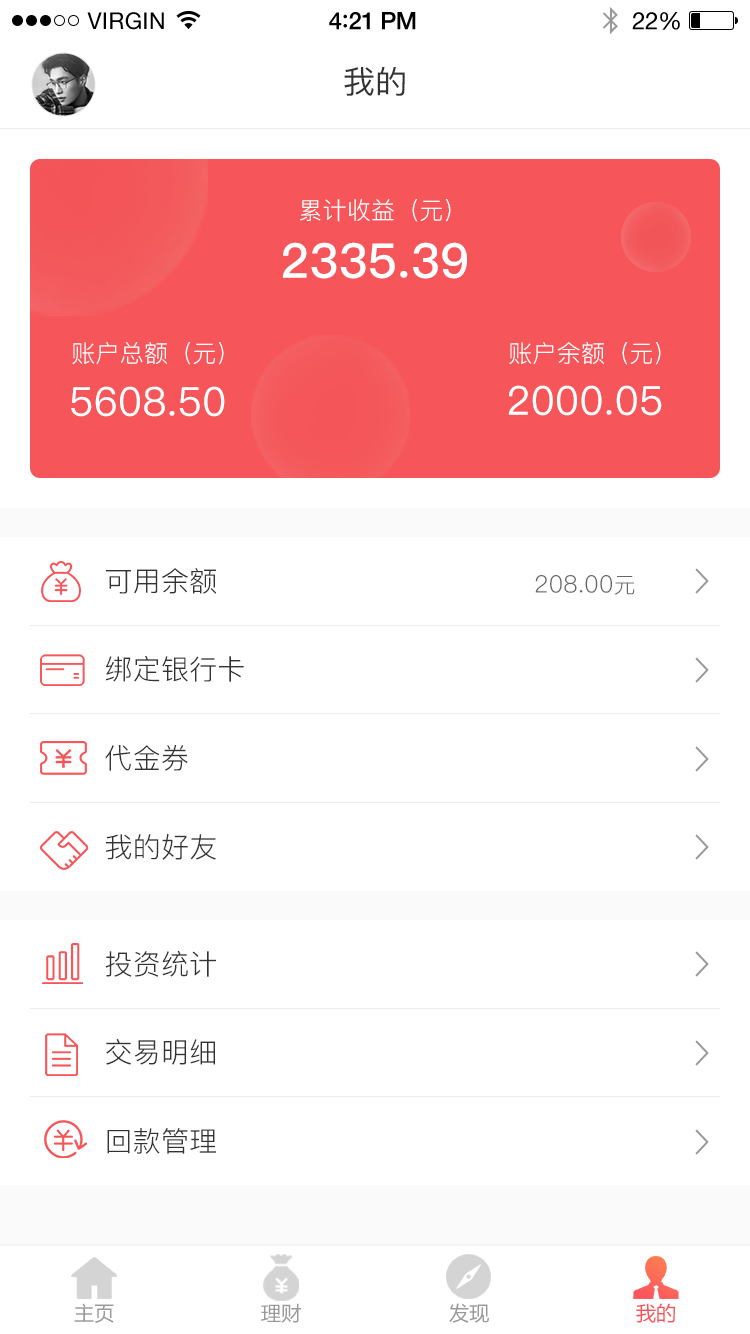 VIRGIN 4:21 PM 22%
我的
累计收益（元）
2335.39
账户总额（元） 账户余额（元）
5608.50 2000.05
可用余额 208.00元
绑定银行卡
代金券
我的好友
投资统计
交易明细
回款管理
主页 理财 发现 我的